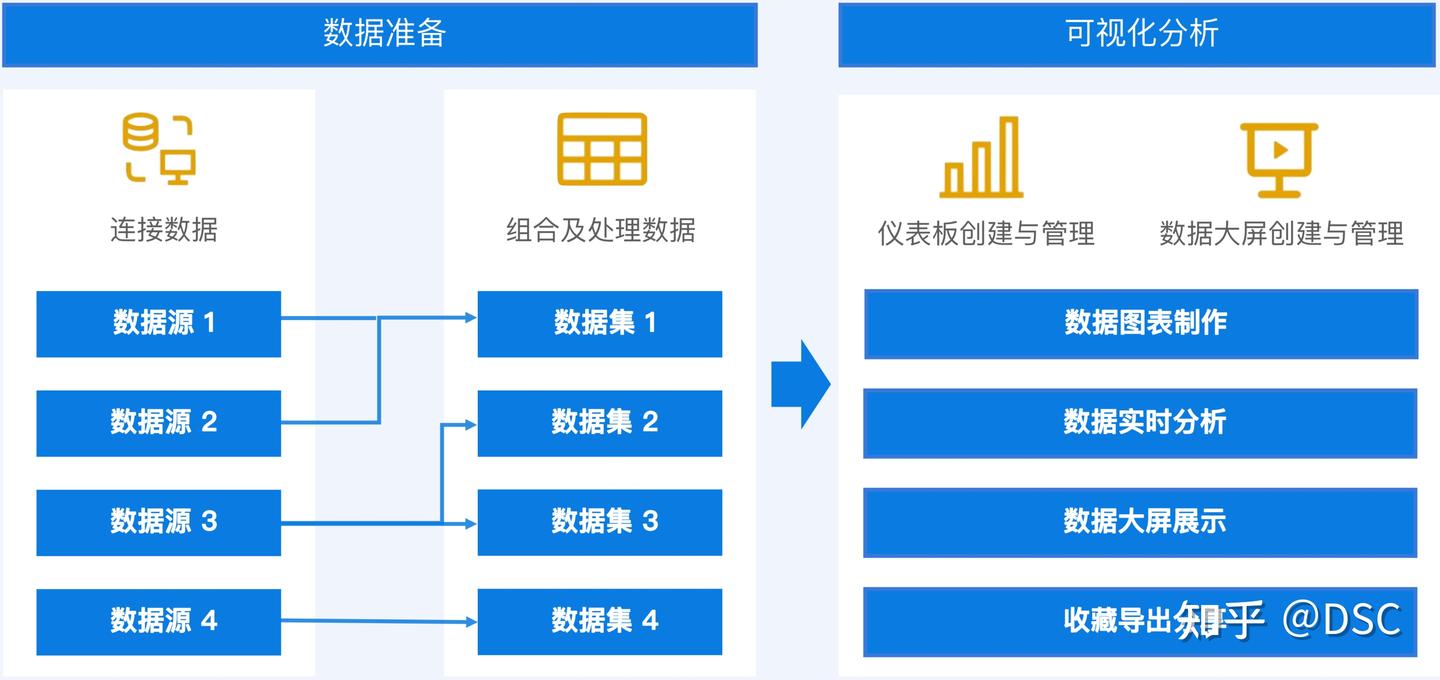 数据准备
可视化分析
连接数据
组合及处理数据
仪表板创建与管理
数据大屏创建与管理
数据源 1
数据集 1
数据图表制作
数据源 2
数据集 2
数据实时分析
数据源 3
数据集 3
数据大屏展示
数据源 4
数据集 4
收藏导出分享
知乎 @DSC